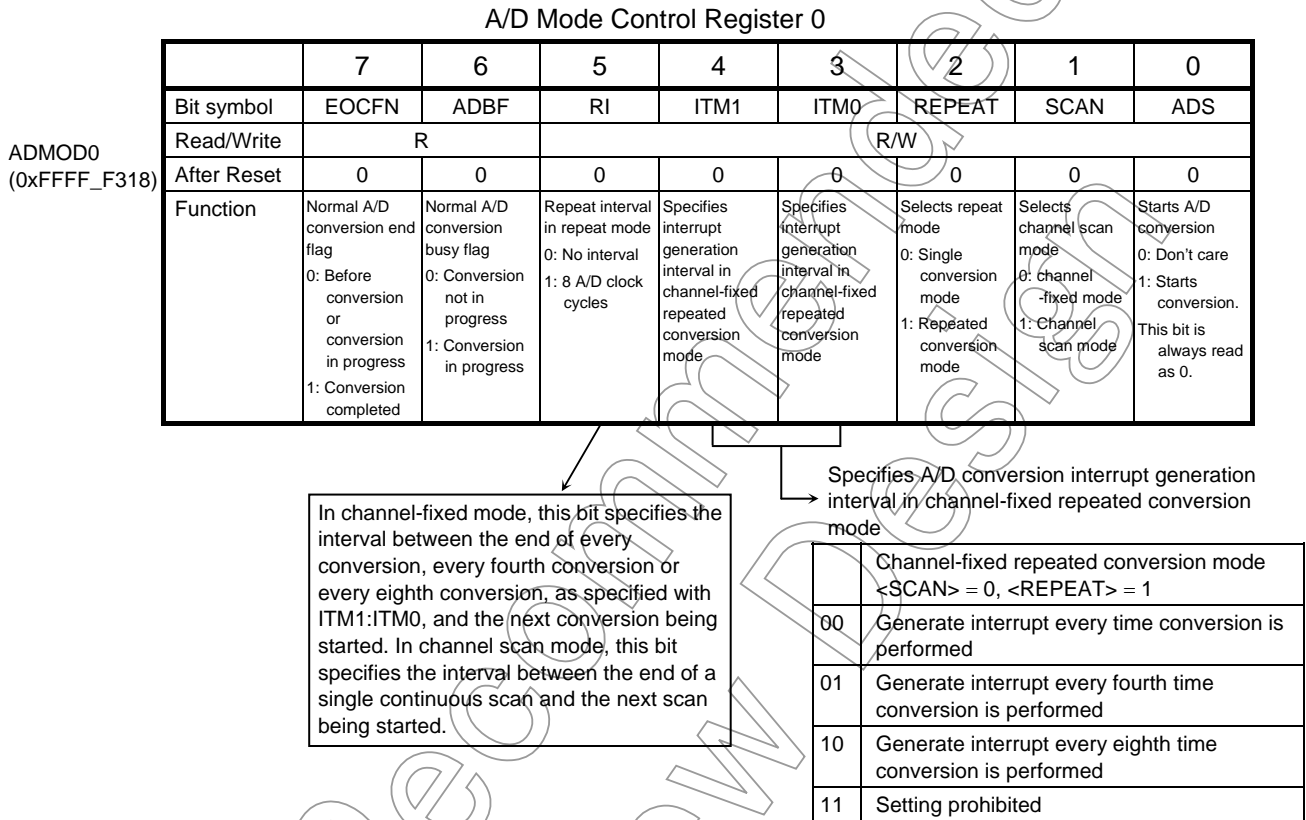 A/D Mode Control Register 0
7 6 5 4 3 2 1 0
Bit symbol EOCFN ADBF RI ITM1 ITM0 REPEAT SCAN ADS
ADMOD0
(0xFFFF_F318)
Read/Write R R/W
After Reset 0 0 0 0 0 0 0 0
Function
Normal A/D
conversion end
flag
0: Before
conversion
or
conversion
in progress
1: Conversion
completed
Normal A/D
conversion
busy flag
0: Conversion
not in
progress
1: Conversion
in progress
Repeat interval
in repeat mode
0: No interval
1: 8 A/D clock
cycles
Specifies
interrupt
generation
interval in
channel-fixed
repeated
conversion
mode
Specifies
interrupt
generation
interval in
channel-fixed
repeated
conversion
mode
Selects repeat
mode
0: Single
conversion
mode
1: Repeated
conversion
mode
Selects
channel scan
mode
0: channel
-fixed mode
1: Channel
scan mode
Starts A/D
conversion
0: Don't care
1: Starts
conversion.
This bit is
always read
as 0.
In channel-fixed mode, this bit specifies the
interval between the end of every
conversion, every fourth conversion or
every eighth conversion, as specified with
ITM1:ITM0, and the next conversion being
started. In channel scan mode, this bit
specifies the interval between the end of a
single continuous scan and the next scan
being started.
Specifies A/D conversion interrupt generation
interval in channel-fixed repeated conversion
mode
Channel-fixed repeated conversion mode
<SCAN> = 0, <REPEAT> = 1
00 Generate interrupt every time conversion is
performed
01 Generate interrupt every fourth time
conversion is performed
10 Generate interrupt every eighth time
conversion is performed
11 Setting prohibited